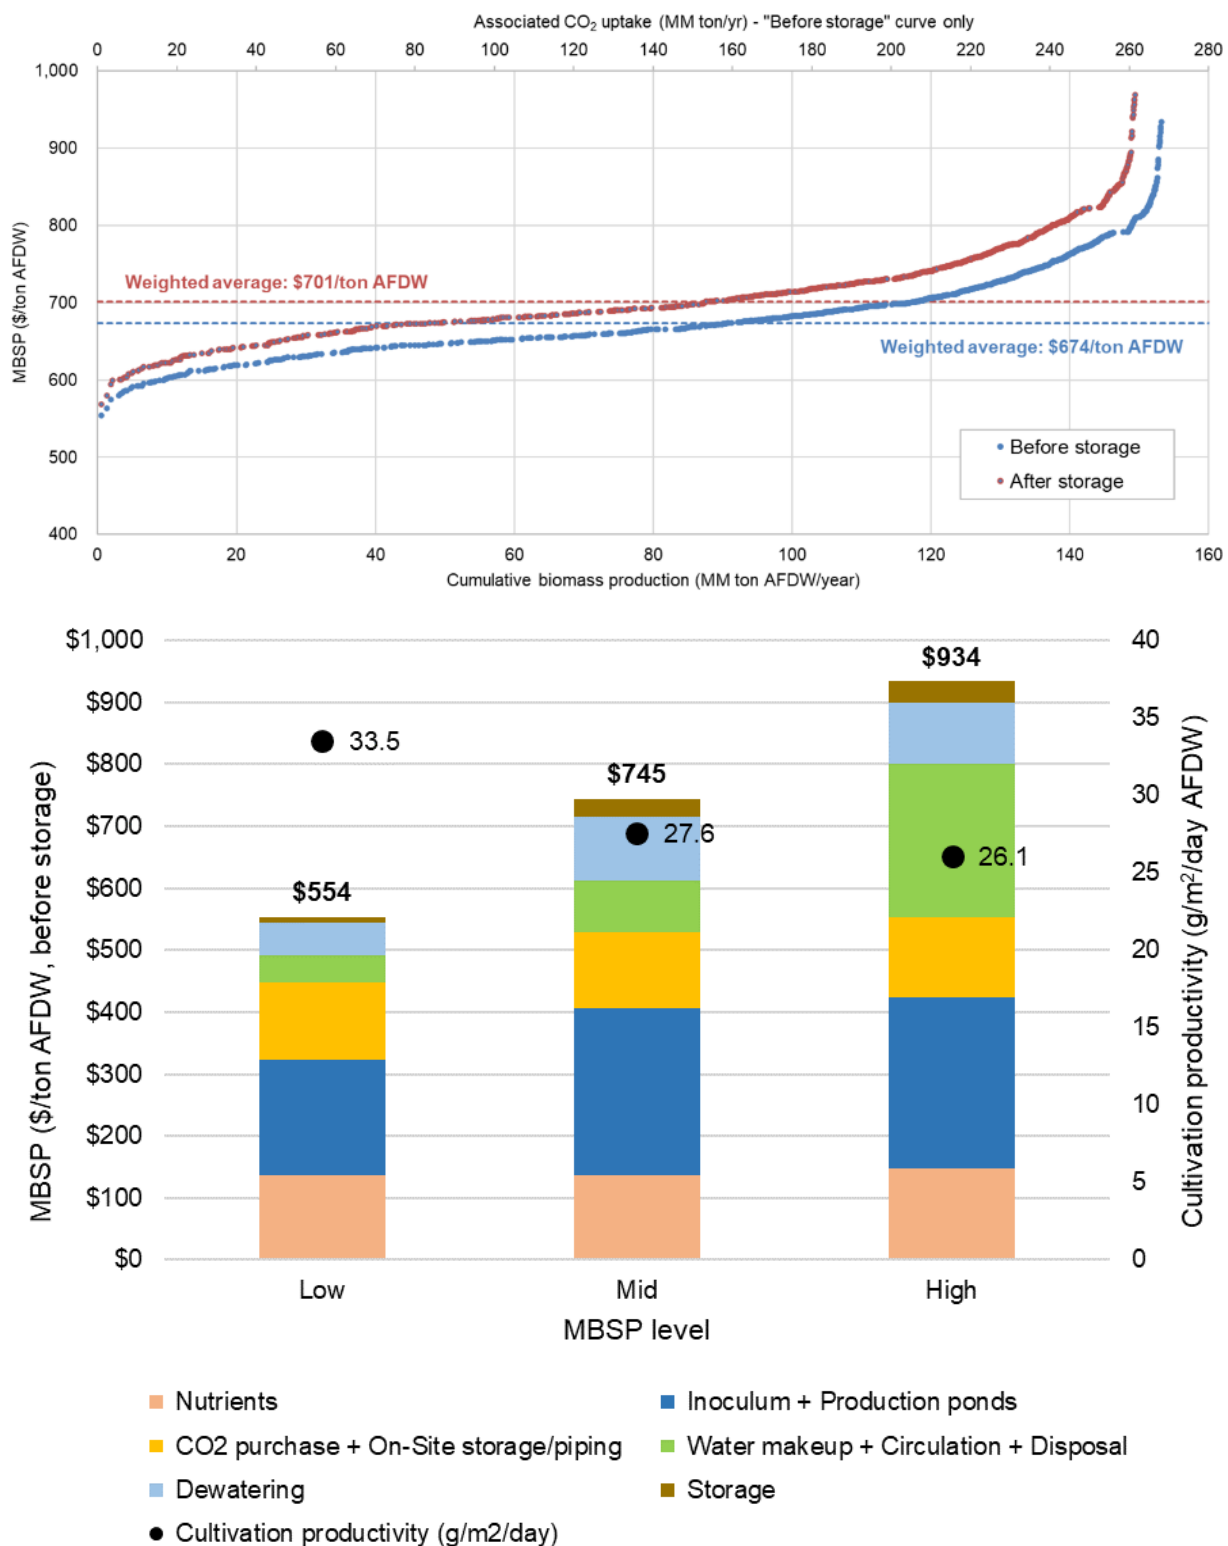 Associated CO₂ uptake (MM ton/yr) - "Before storage" curve only
0 20 40 60 80 100 120 140 160 180 200 220 240 260 280
1,000
900
800
700
600
500
400
MBSP ($/ton AFDW)
Weighted average: $701/ton AFDW
Weighted average: $674/ton AFDW
Before storage
After storage
0 20 40 60 80 100 120 140 160
Cumulative biomass production (MM ton AFDW/year)
$1,000
$900
$800
$700
$600
$500
$400
$300
$200
$100
$0
MBSP ($/ton AFDW, before storage)
40
35
30
25
20
15
10
5
0
Cultivation productivity (g/m²/day AFDW)
$934
33.5
$745
27.6
26.1
$554
Low Mid High
MBSP level
Nutrients
Inoculum + Production ponds
CO2 purchase + On-Site storage/piping
Water makeup + Circulation + Disposal
Dewatering
Storage
Cultivation productivity (g/m2/day)